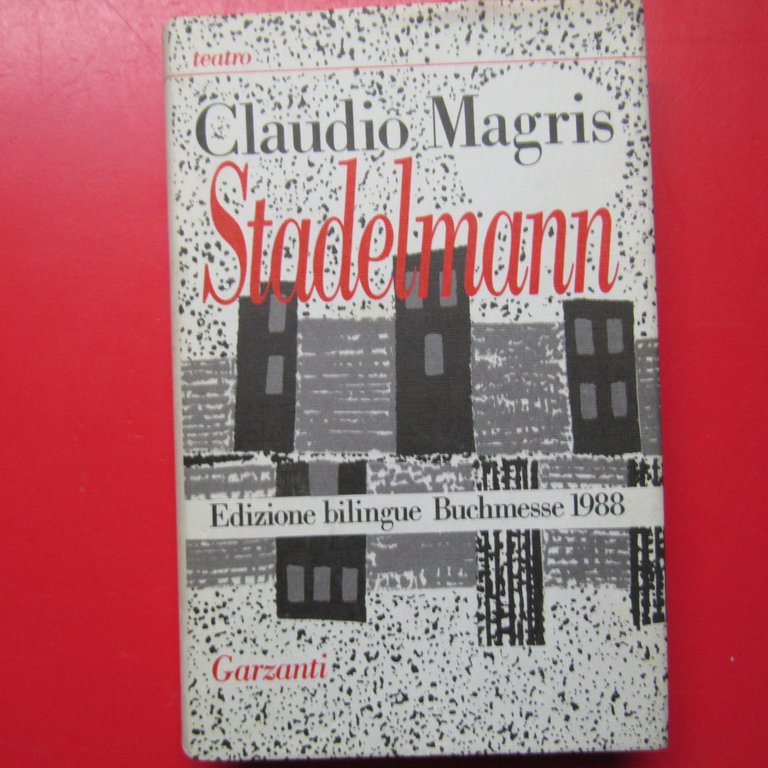 teatro
Claudio Magris
Stadelmann
Edizione bilingue Buchmesse 1988
Garzanti